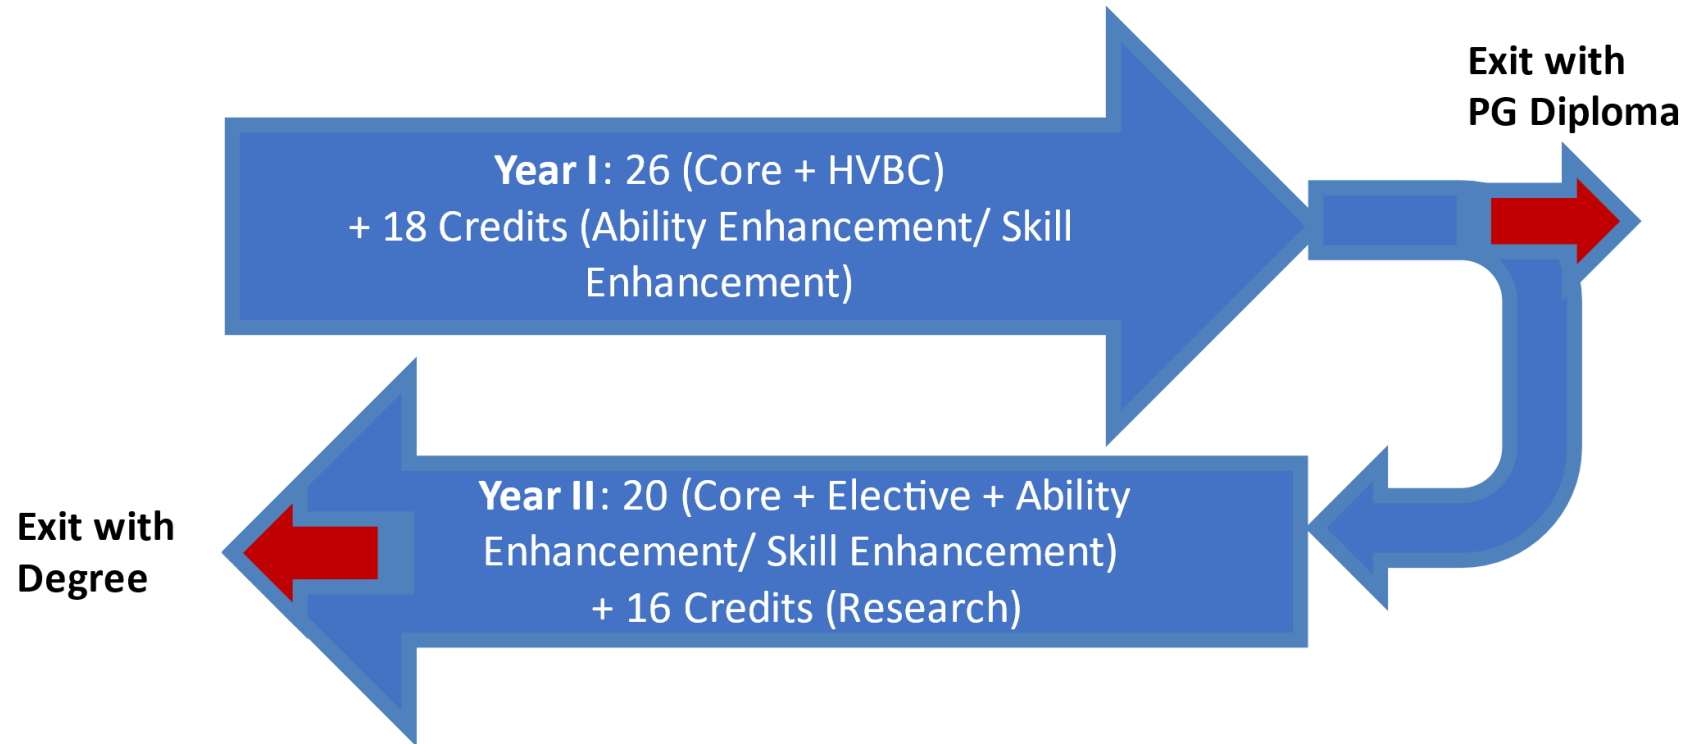 Exit with
PG Diploma
Year I: 26 (Core + HVBC)
+ 18 Credits (Ability Enhancement/ Skill
Enhancement)
Year II: 20 (Core + Elective + Ability
Enhancement/ Skill Enhancement)
+ 16 Credits (Research)
Exit with
Degree